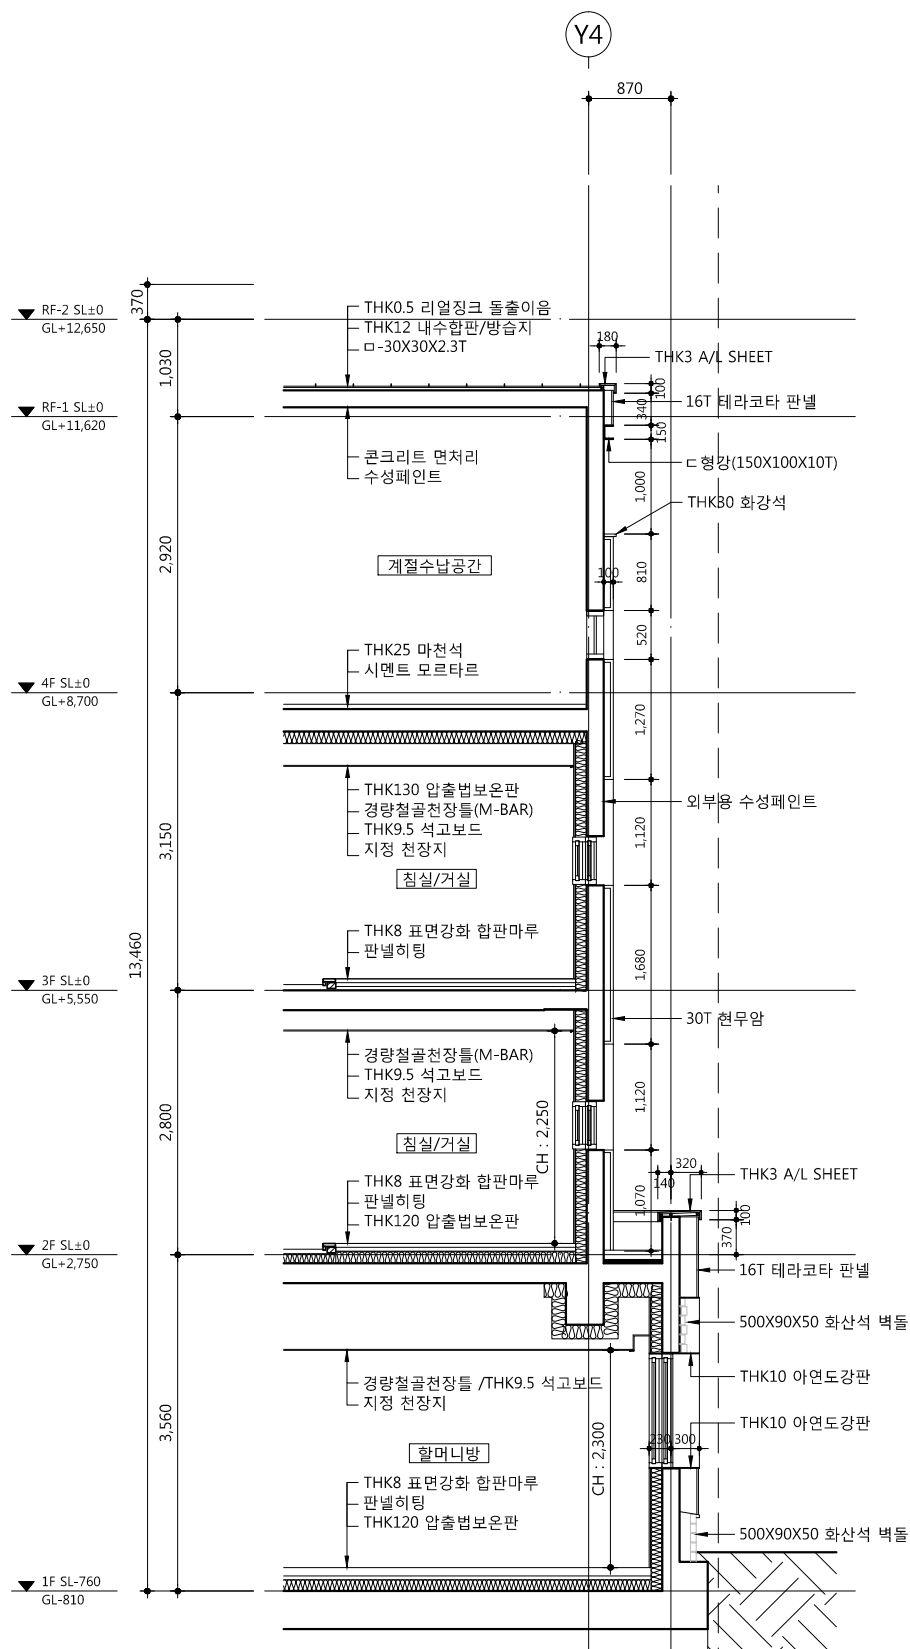 Y4
870
370
RF-2 SL±0
GL+12,650
THK0.5 리얼징크 돌출이음
THK12 내수합판/방습지
ㅁ-30X30X2.3T
180
THK3 A/L SHEET
1,030
100
16T 테라코타 판넬
340
150
RF-1 SL±0
GL+11,620
콘크리트 면처리
수성페인트
ㄷ형강(150X100X10T)
1,000
THK30 화강석
2,920
계절수납공간
100
810
520
THK25 마천석
시멘트 모르타르
4F SL±0
GL+8,700
1,270
THK130 압출법보온판
경량철골천장틀(M-BAR)
THK9.5 석고보드
지정 천장지
외부용 수성페인트
1,120
3,150
침실/거실
THK8 표면강화 합판마루
판넬히팅
13,460
1,680
3F SL±0
GL+5,550
30T 현무암
경량철골천장틀(M-BAR)
THK9.5 석고보드
지정 천장지
2,800
CH : 2,250
1,120
침실/거실
THK8 표면강화 합판마루
판넬히팅
THK120 압출법보온판
320
140
THK3 A/L SHEET
1,070
100
370
2F SL±0
GL+2,750
16T 테라코타 판넬
500X90X50 화산석 벽돌
경량철골천장틀 /THK9.5 석고보드
지정 천장지
THK10 아연도강판
3,560
THK10 아연도강판
할머니방
CH : 2,300
230
300
THK8 표면강화 합판마루
판넬히팅
THK120 압출법보온판
500X90X50 화산석 벽돌
1F SL-760
GL-810